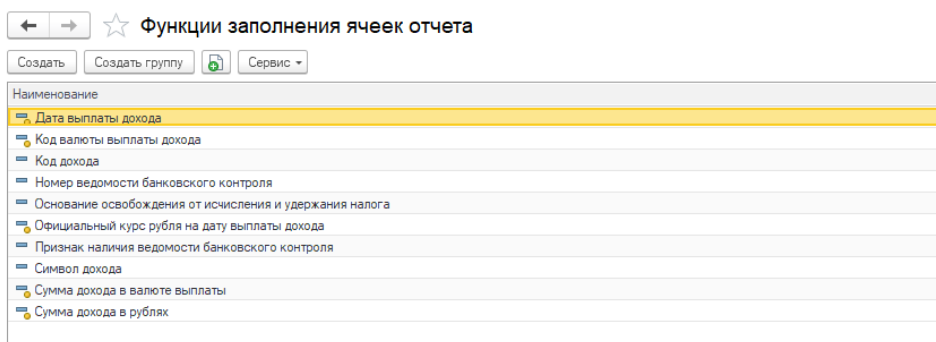 Функции заполнения ячеек отчета
Создать Создать группу Сервис
Наименование
Дата выплаты дохода
Код валюты выплаты дохода
Код дохода
Номер ведомости банковского контроля
Основание освобождения от исчисления и удержания налога
Официальный курс рубля на дату выплаты дохода
Признак наличия ведомости банковского контроля
Символ дохода
Сумма дохода в валюте выплаты
Сумма дохода в рублях